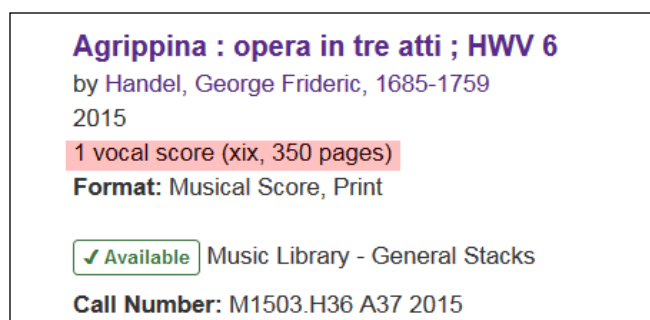 Agrippina : opera in tre atti ; HWV 6
by Handel, George Frideric, 1685-1759
2015
1 vocal score (xix, 350 pages)
Format: Musical Score, Print
✓ Available Music Library - General Stacks
Call Number: M1503.H36 A37 2015